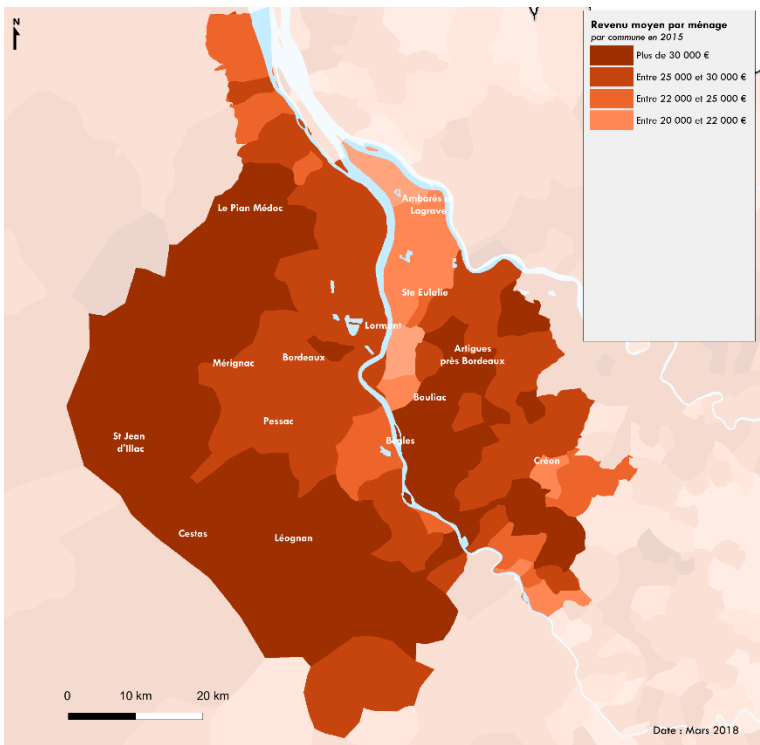 N
Revenu moyen par ménage
par commune en 2015
Plus de 30 000 €
Entre 25 000 et 30 000 €
Entre 22 000 et 25 000 €
Entre 20 000 et 22 000 €
Le Pian Médoc
Ambarès e
Lagrave
Ste Eulalie
Lormont
Bordeaux
Artigues
près Bordeaux
Mérignac
Bouliac
Pessac
St Jean
d'Illac
Bègles
Créon
Cestas
Léognan
0 10 km 20 km
Date : Mars 2018